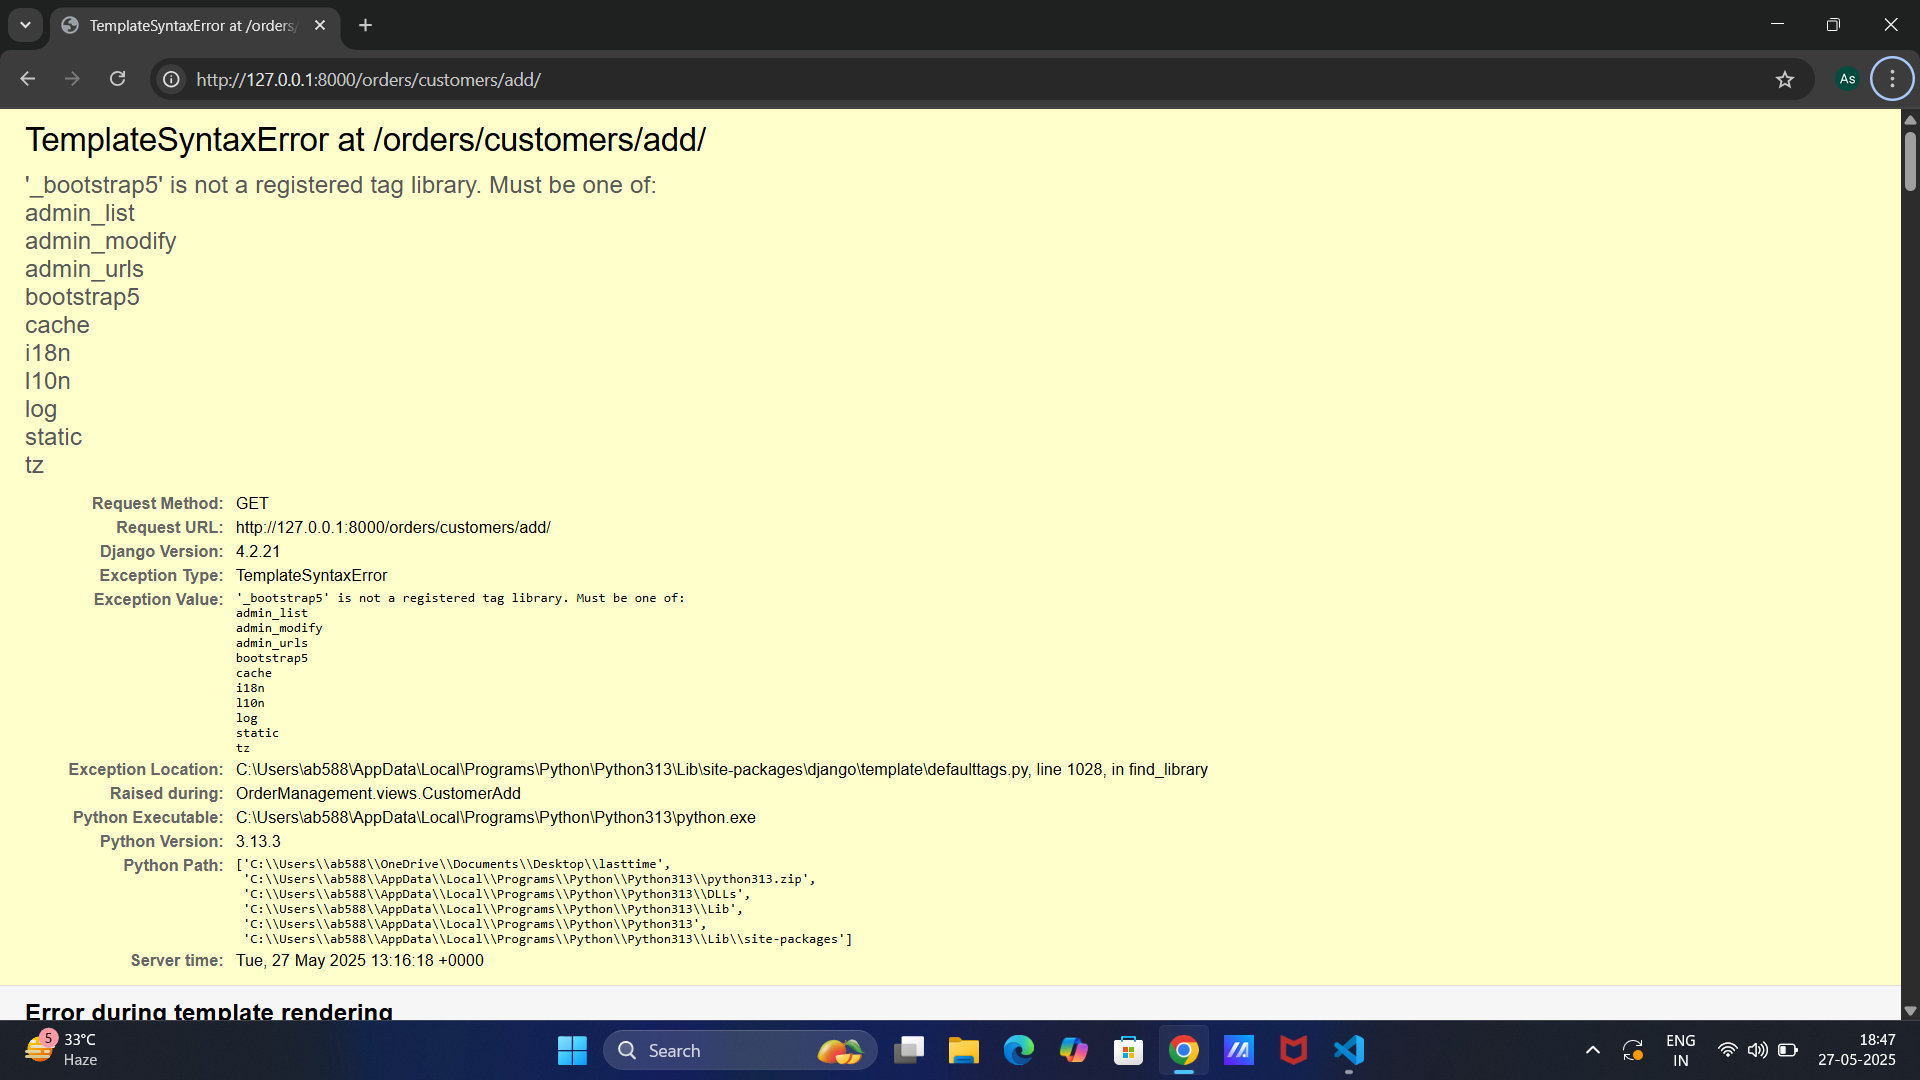 TemplateSyntaxError at /orders/
http://127.0.0.1:8000/orders/customers/add/
As
TemplateSyntaxError at /orders/customers/add/
'_bootstrap5' is not a registered tag library. Must be one of:
admin_list
admin_modify
admin_urls
bootstrap5
cache
i18n
l10n
log
static
tz
Request Method: GET
Request URL: http://127.0.0.1:8000/orders/customers/add/
Django Version: 4.2.21
Exception Type: TemplateSyntaxError
Exception Value: '_bootstrap5' is not a registered tag library. Must be one of:
admin_list
admin_modify
admin_urls
bootstrap5
cache
i18n
l10n
log
static
tz
Exception Location: C:\Users\ab588\AppData\Local\Programs\Python\Python313\Lib\site-packages\django\template\defaulttags.py, line 1028, in find_library
Raised during: OrderManagement.views.CustomerAdd
Python Executable: C:\Users\ab588\AppData\Local\Programs\Python\Python313\python.exe
Python Version: 3.13.3
Python Path: ['C:\\Users\\ab588\\OneDrive\\Documents\\Desktop\\lasttime',
'C:\\Users\\ab588\\AppData\\Local\\Programs\\Python\\Python313\\python313.zip',
'C:\\Users\\ab588\\AppData\\Local\\Programs\\Python\\Python313\\DLLs',
'C:\\Users\\ab588\\AppData\\Local\\Programs\\Python\\Python313\\Lib',
'C:\\Users\\ab588\\AppData\\Local\\Programs\\Python\\Python313',
'C:\\Users\\ab588\\AppData\\Local\\Programs\\Python\\Python313\\Lib\\site-packages']
Server time: Tue, 27 May 2025 13:16:18 +0000
Error during template rendering
5
33°C
Haze
Search
ENG
IN
18:47
27-05-2025